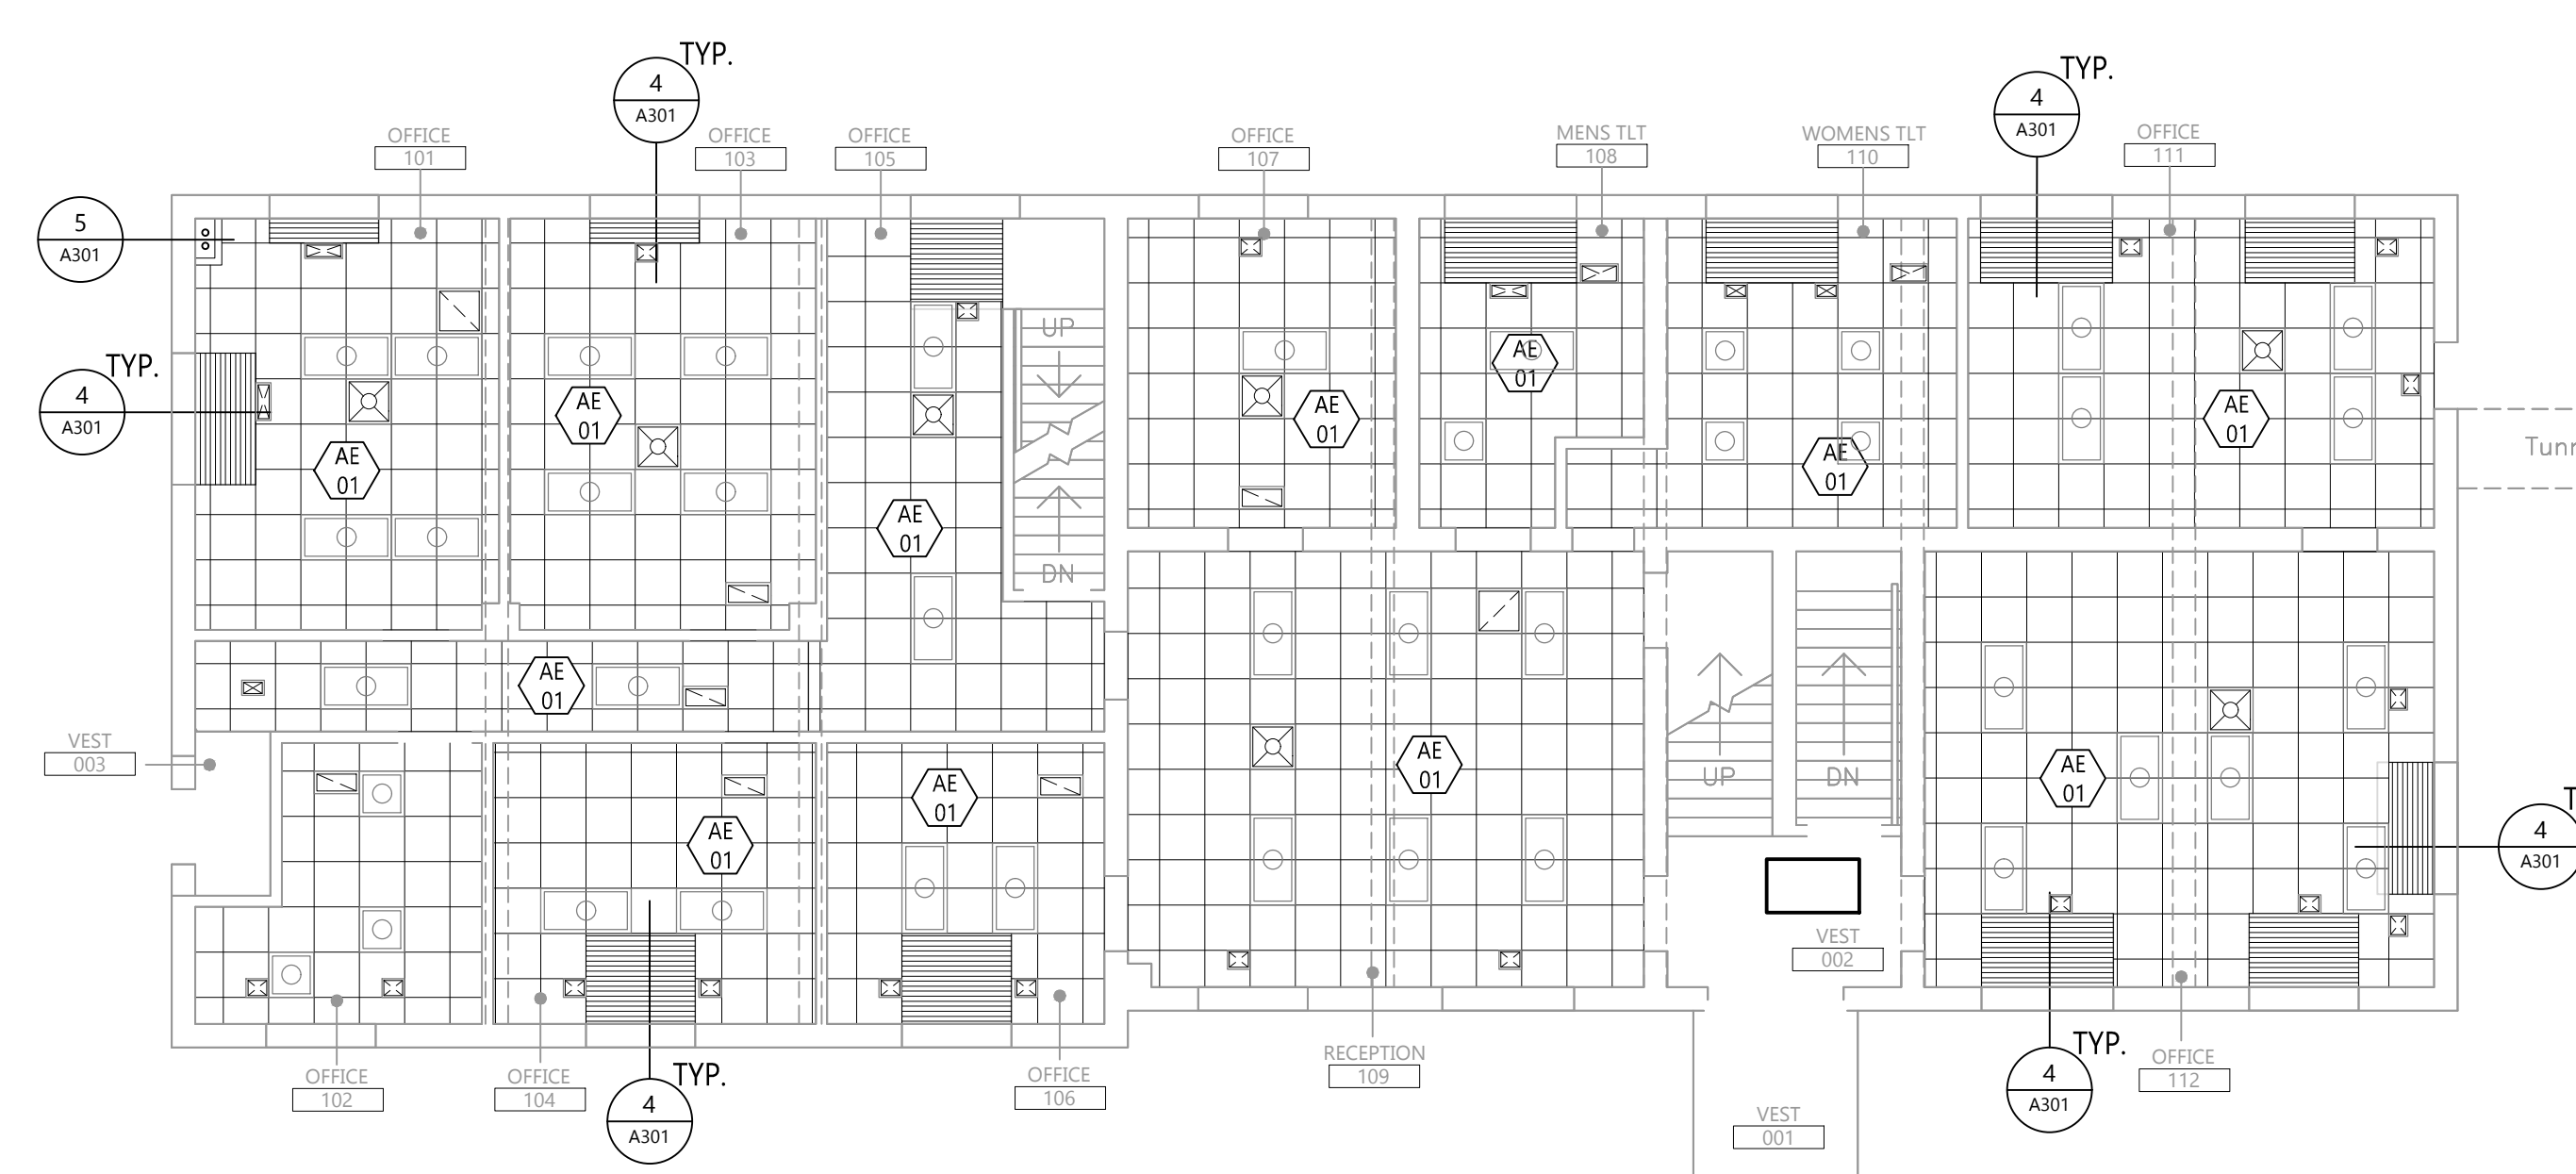 TYP.
4
A301
TYP.
4
A301
OFFICE
101
OFFICE
103
OFFICE
105
OFFICE
107
MENS TLT
108
WOMENS TLT
110
OFFICE
111
5
A301
TYP.
4
A301
UP
DN
AE
01
AE
01
AE
01
AE
01
AE
01
AE
01
AE
01
Tunn
AE
01
VEST
003
AE
01
AE
01
AE
01
UP
DN
AE
01
T
4
A301
VEST
002
OFFICE
102
OFFICE
104
TYP.
4
A301
OFFICE
106
RECEPTION
109
VEST
001
TYP.
4
A301
OFFICE
112